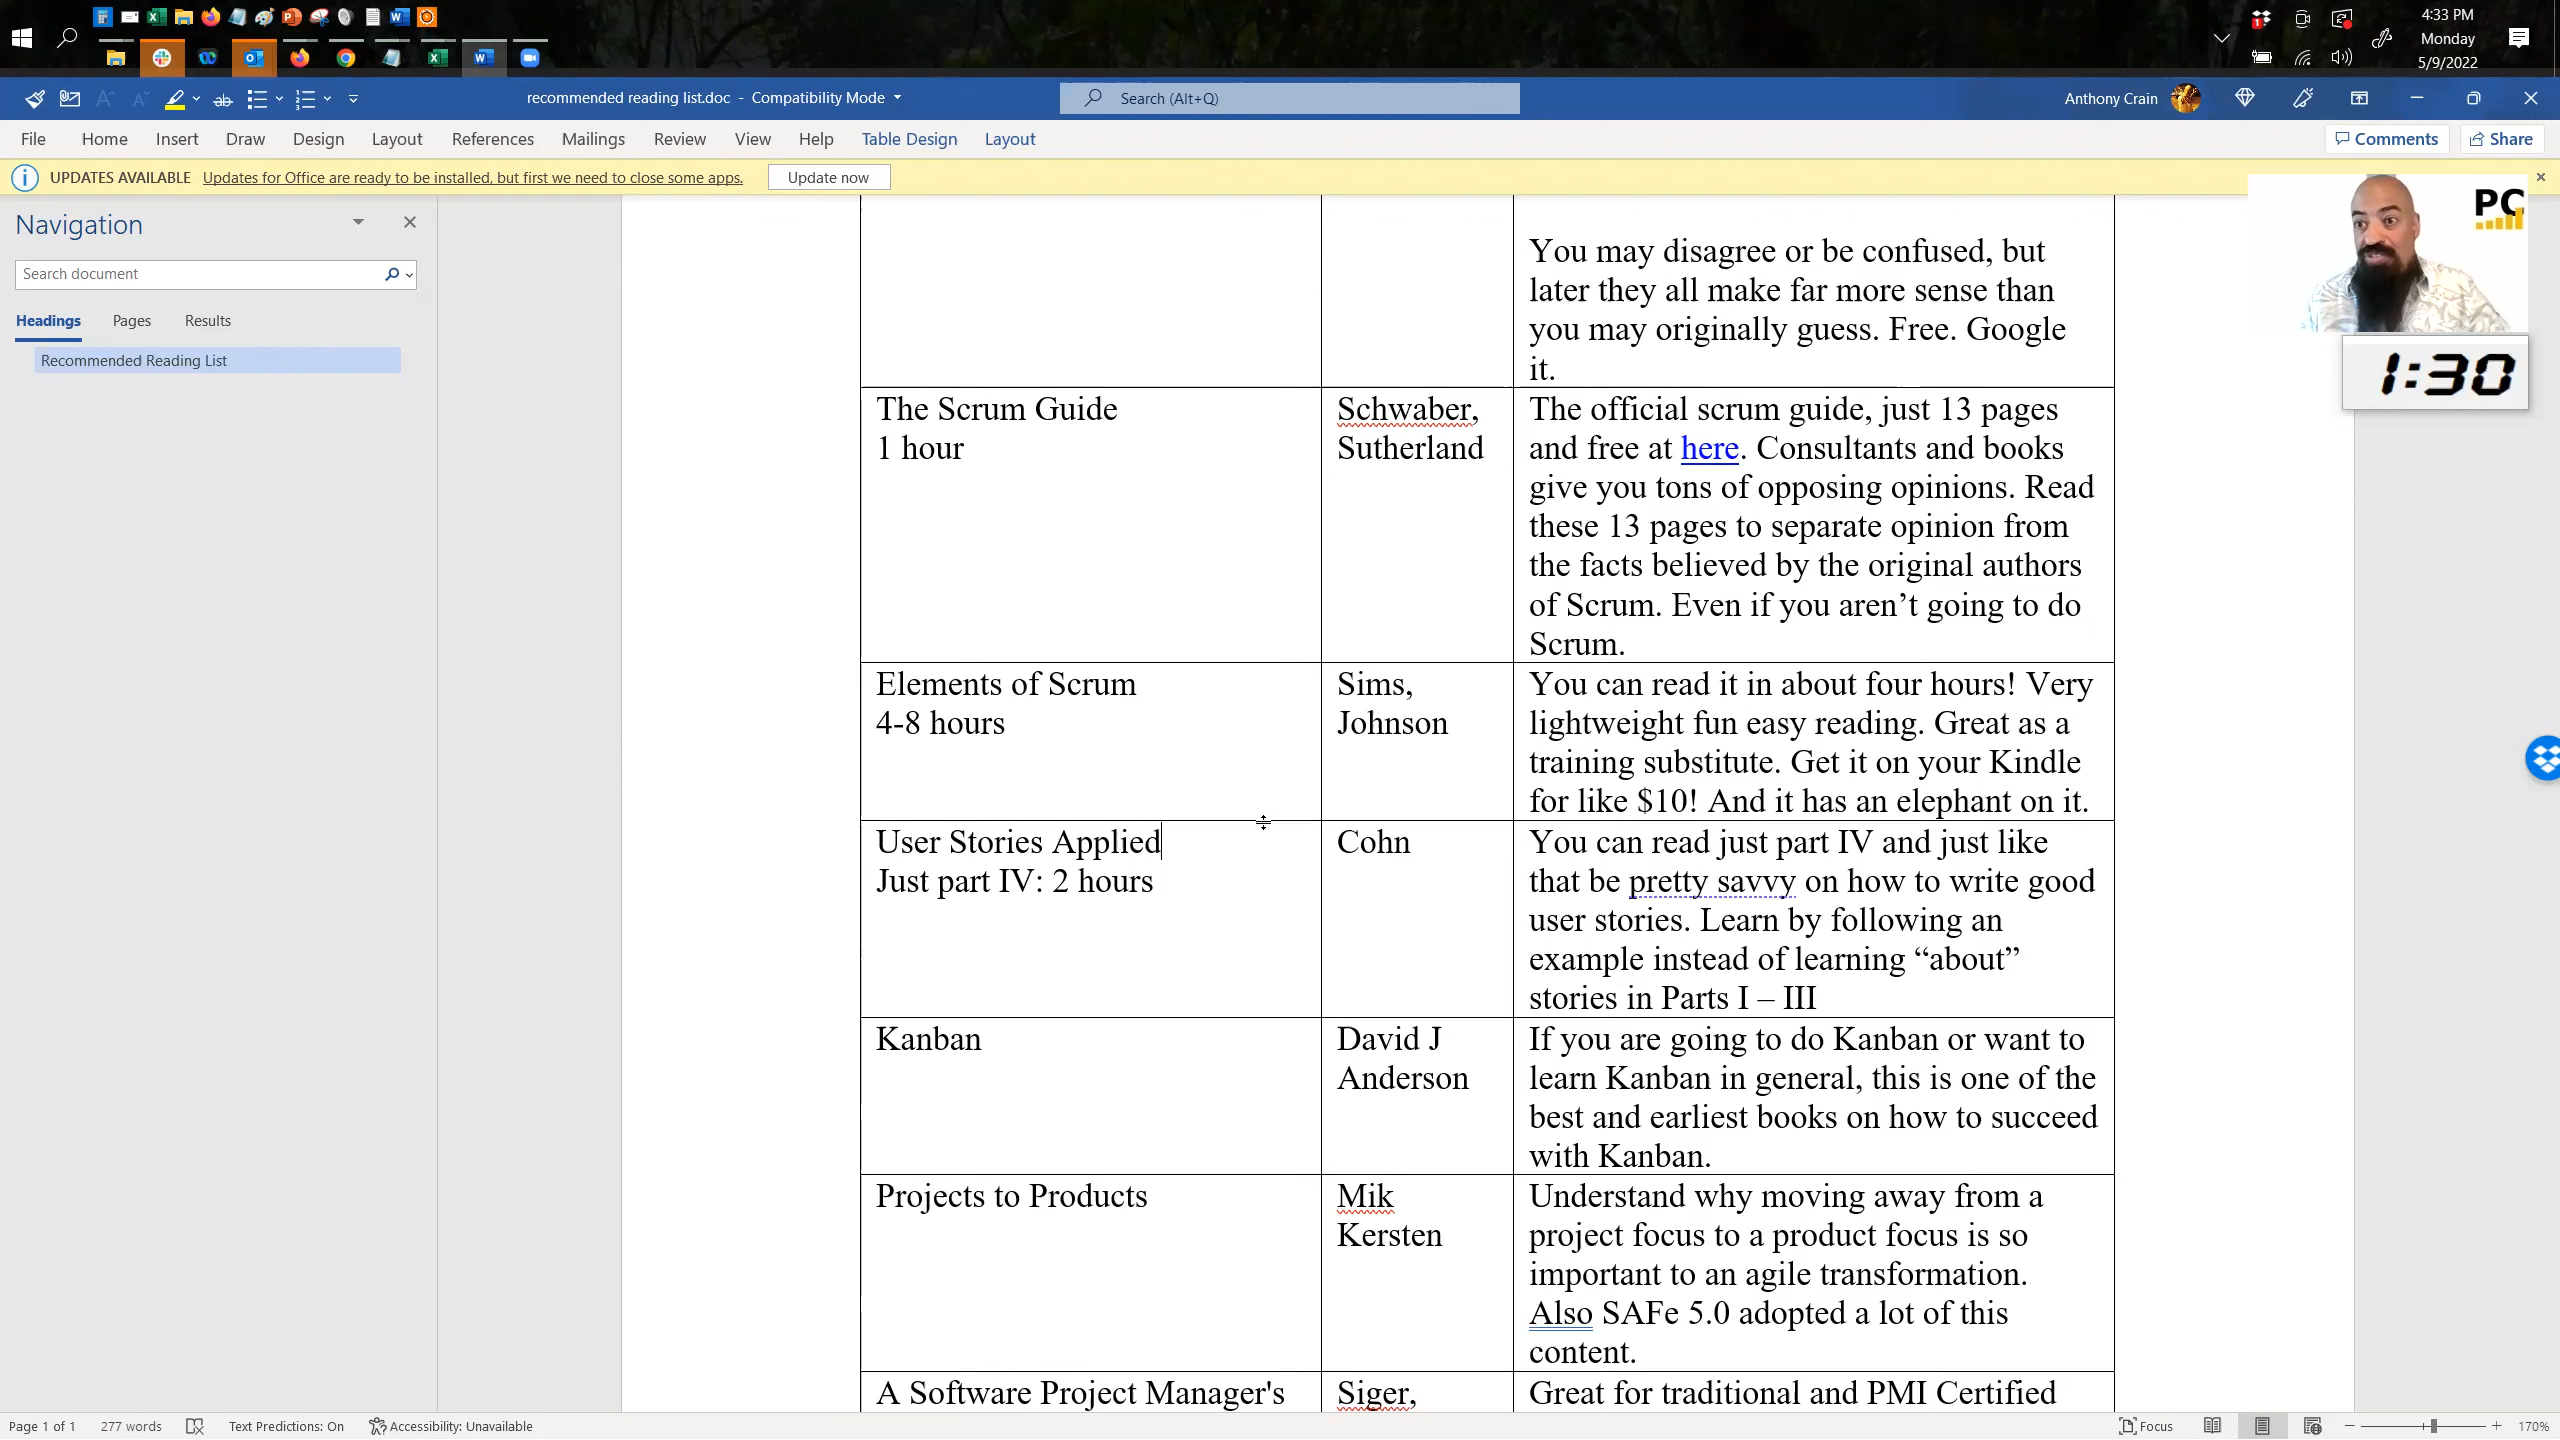 4:33 PM
Monday
5/9/2022
recommended reading list.doc - Compatibility Mode
Search (Alt+Q)
Anthony Crain
File Home Insert Draw Design Layout References Mailings Review View Help Table Design Layout
Comments Share
UPDATES AVAILABLE Updates for Office are ready to be installed, but first we need to close some apps. Update now
Navigation
Search document
Headings Pages Results
Recommended Reading List
PC
1:30
You may disagree or be confused, but
later they all make far more sense than
you may originally guess. Free. Google
it.
The Scrum Guide
1 hour
Schwaber,
Sutherland
The official scrum guide, just 13 pages
and free at here. Consultants and books
give you tons of opposing opinions. Read
these 13 pages to separate opinion from
the facts believed by the original authors
of Scrum. Even if you aren’t going to do
Scrum.
Elements of Scrum
4-8 hours
Sims,
Johnson
You can read it in about four hours! Very
lightweight fun easy reading. Great as a
training substitute. Get it on your Kindle
for like $10! And it has an elephant on it.
User Stories Applied
Just part IV: 2 hours
Cohn
You can read just part IV and just like
that be pretty savvy on how to write good
user stories. Learn by following an
example instead of learning “about”
stories in Parts I – III
Kanban
David J
Anderson
If you are going to do Kanban or want to
learn Kanban in general, this is one of the
best and earliest books on how to succeed
with Kanban.
Projects to Products
Mik
Kersten
Understand why moving away from a
project focus to a product focus is so
important to an agile transformation.
Also SAFe 5.0 adopted a lot of this
content.
A Software Project Manager's
Siger,
Great for traditional and PMI Certified
Page 1 of 1 277 words Text Predictions: On Accessibility: Unavailable
Focus
170%